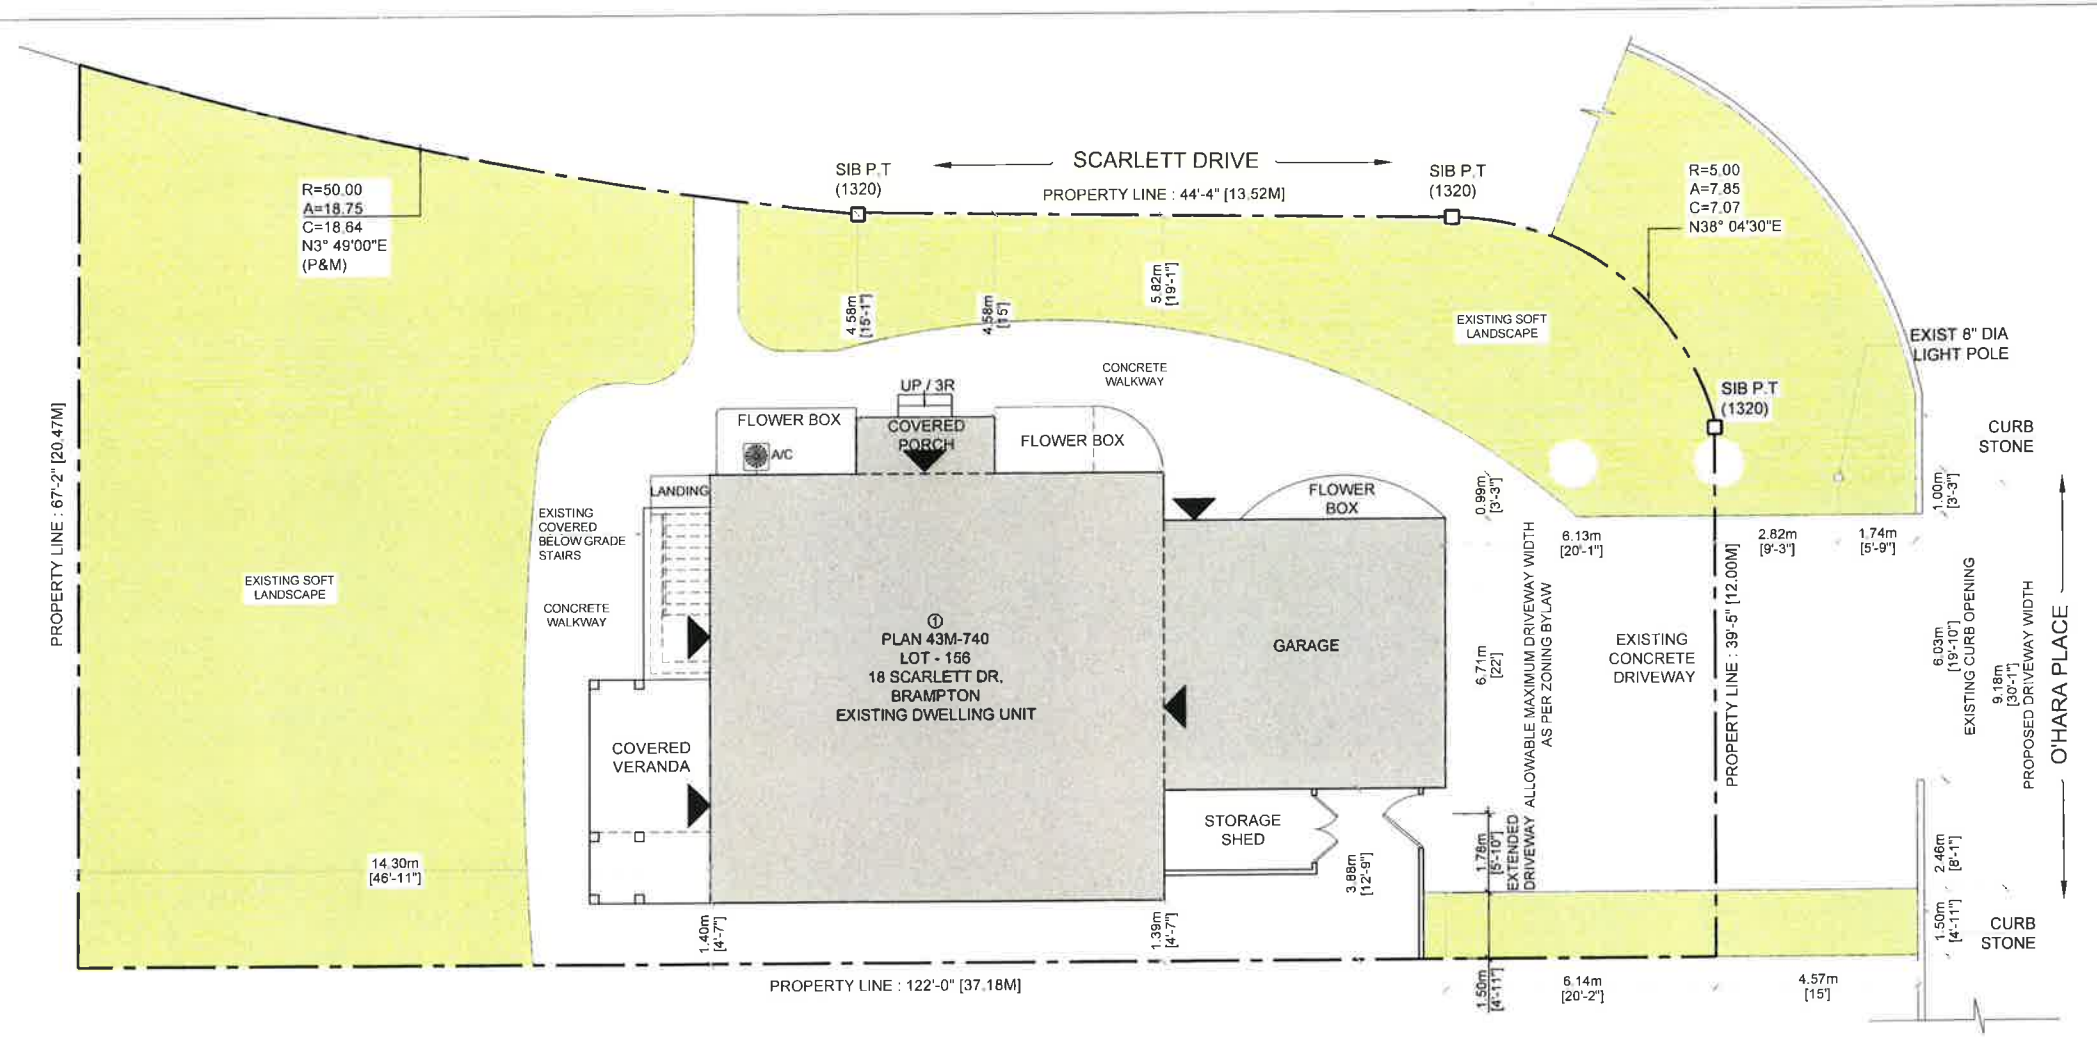 SCARLETT DRIVE
PROPERTY LINE : 44'-4" [13.52M]
SIB P.T
(1320)
SIB P.T
(1320)
R=50.00
A=18.75
C=18.64
N3° 49'00"E
(P&M)
R=5.00
A=7.85
C=7.07
N38° 04'30"E
4.58m
[15'-1"]
4.58m
[15']
5.82m
[19'-1"]
EXISTING SOFT
LANDSCAPE
EXIST 8" DIA
LIGHT POLE
SIB P.T
(1320)
CURB
STONE
CONCRETE
WALKWAY
UP / 3R
FLOWER BOX
A/C
COVERED
PORCH
FLOWER BOX
FLOWER
BOX
0.99m
[3'-3"]
1.00m
[3'-3"]
LANDING
EXISTING
COVERED
BELOW GRADE
STAIRS
CONCRETE
WALKWAY
EXISTING SOFT
LANDSCAPE
PROPERTY LINE : 67'-2" [20.47M]
6.13m
[20'-1"]
2.82m
[9'-3"]
1.74m
[5'-9"]
1
PLAN 43M-740
LOT - 156
18 SCARLETT DR,
BRAMPTON
EXISTING DWELLING UNIT
GARAGE
6.71m
[22']
ALLOWABLE MAXIMUM DRIVEWAY WIDTH
AS PER ZONING BYLAW
EXISTING
CONCRETE
DRIVEWAY
PROPERTY LINE : 39'-5" [12.00M]
6.03m
[19'-10"]
EXISTING CURB OPENING
9.18m
[30'-1"]
PROPOSED DRIVEWAY WIDTH
O'HARA PLACE
COVERED
VERANDA
STORAGE
SHED
3.88m
[12'-9"]
1.78m
[5'-10"]
EXTENDED
DRIVEWAY
2.46m
[8'-1"]
14.30m
[46'-11"]
1.40m
[4'-7"]
1.39m
[4'-7"]
1.50m
[4'-11"]
CURB
STONE
1.50m
[4'-11"]
6.14m
[20'-2"]
4.57m
[15']
PROPERTY LINE : 122'-0" [37.18M]